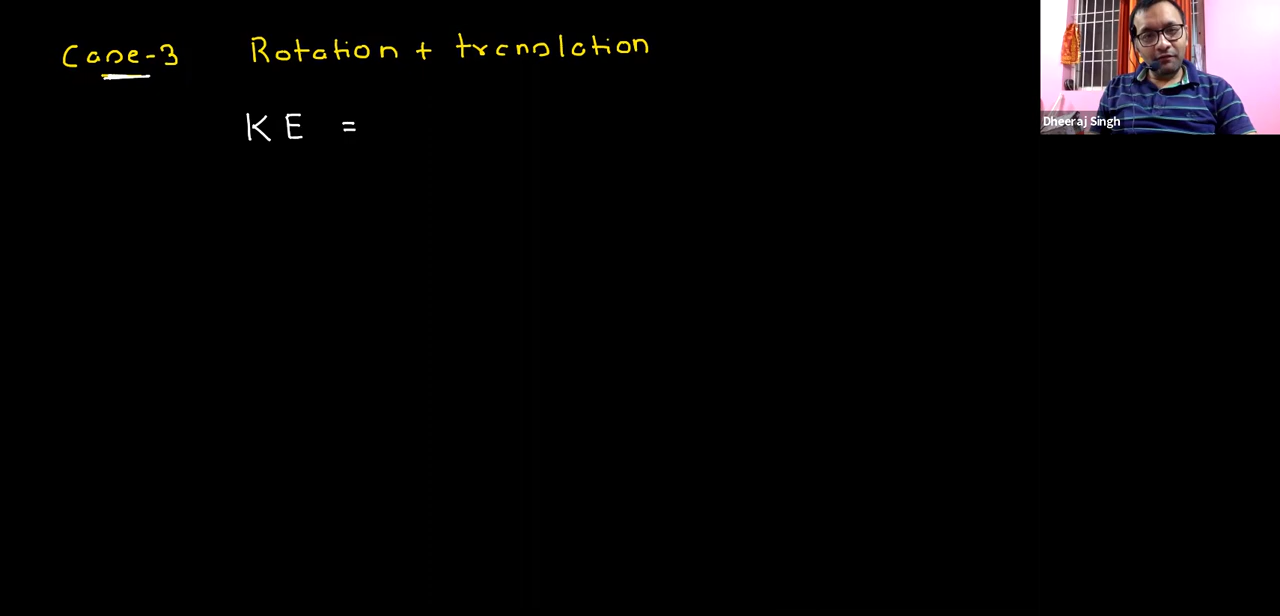 Case-3 Rotation + translation
KE =
Dheeraj Singh